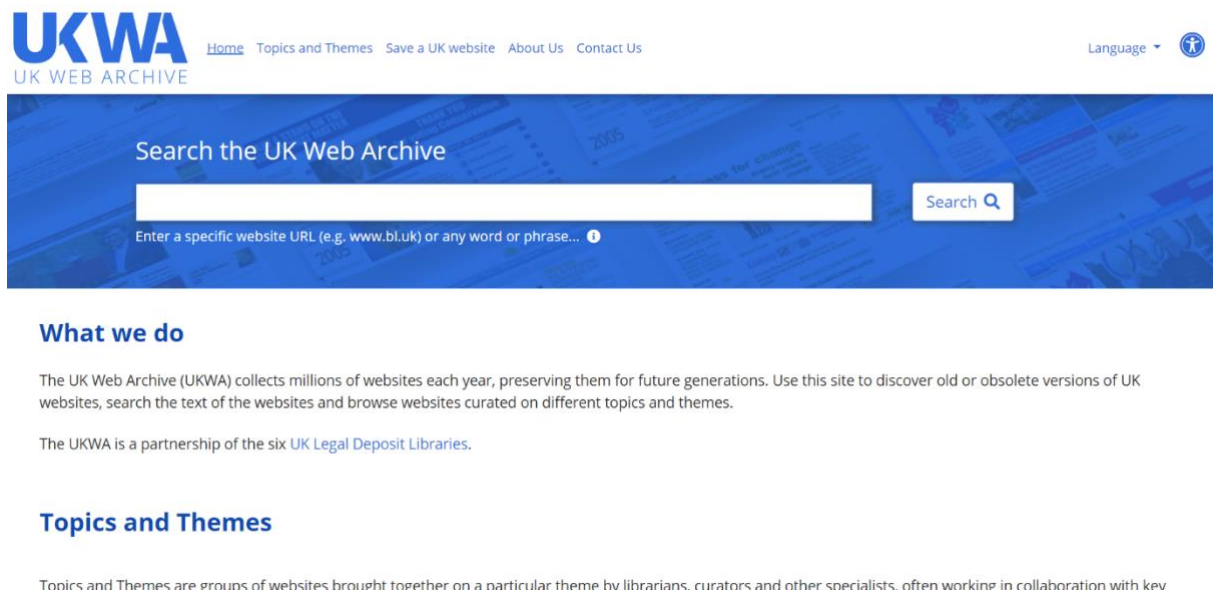 UKWA
UK WEB ARCHIVE
Home Topics and Themes Save a UK website About Us Contact Us
Language
Search the UK Web Archive
Search
Enter a specific website URL (e.g. www.bl.uk) or any word or phrase...
2005
2005
What we do
The UK Web Archive (UKWA) collects millions of websites each year, preserving them for future generations. Use this site to discover old or obsolete versions of UK
websites, search the text of the websites and browse websites curated on different topics and themes.
The UKWA is a partnership of the six UK Legal Deposit Libraries.
Topics and Themes
Topics and Themes are groups of websites brought together on a particular theme by librarians, curators and other specialists, often working in collaboration with key